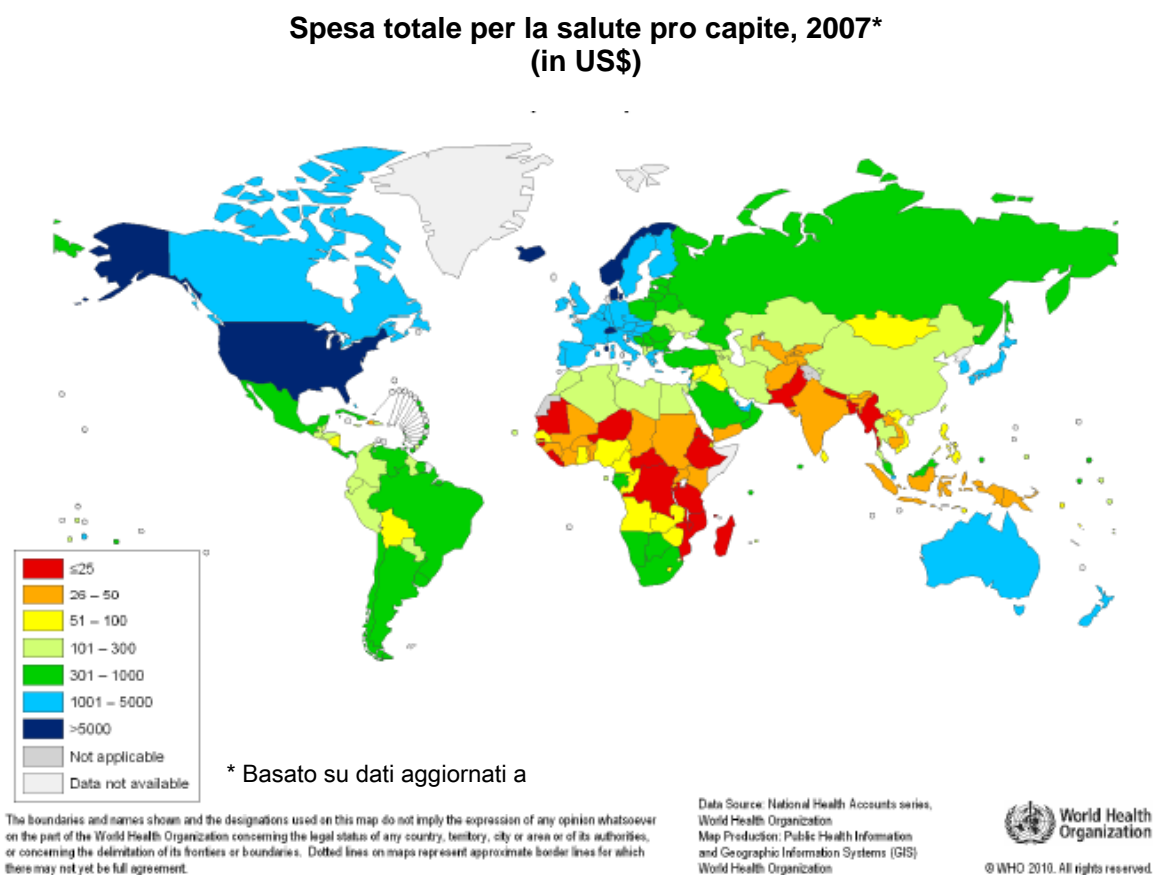 Spesa totale per la salute pro capite, 2007*
(in US$)
≤25
26 – 50
51 – 100
101 – 300
301 – 1000
1001 – 5000
>5000
Not applicable
Data not available
* Basato su dati aggiornati a
The boundaries and names shown and the designations used on this map do not imply the expression of any opinion whatsoever
on the part of the World Health Organization concerning the legal status of any country, territory, city or area or of its authorities,
or concerning the delimitation of its frontiers or boundaries. Dotted lines on maps represent approximate border lines for which
there may not yet be full agreement.
Data Source: National Health Accounts series,
World Health Organization
Map Production: Public Health Information
and Geographic Information Systems (GIS)
World Health Organization
World Health
Organization
© WHO 2010. All rights reserved.